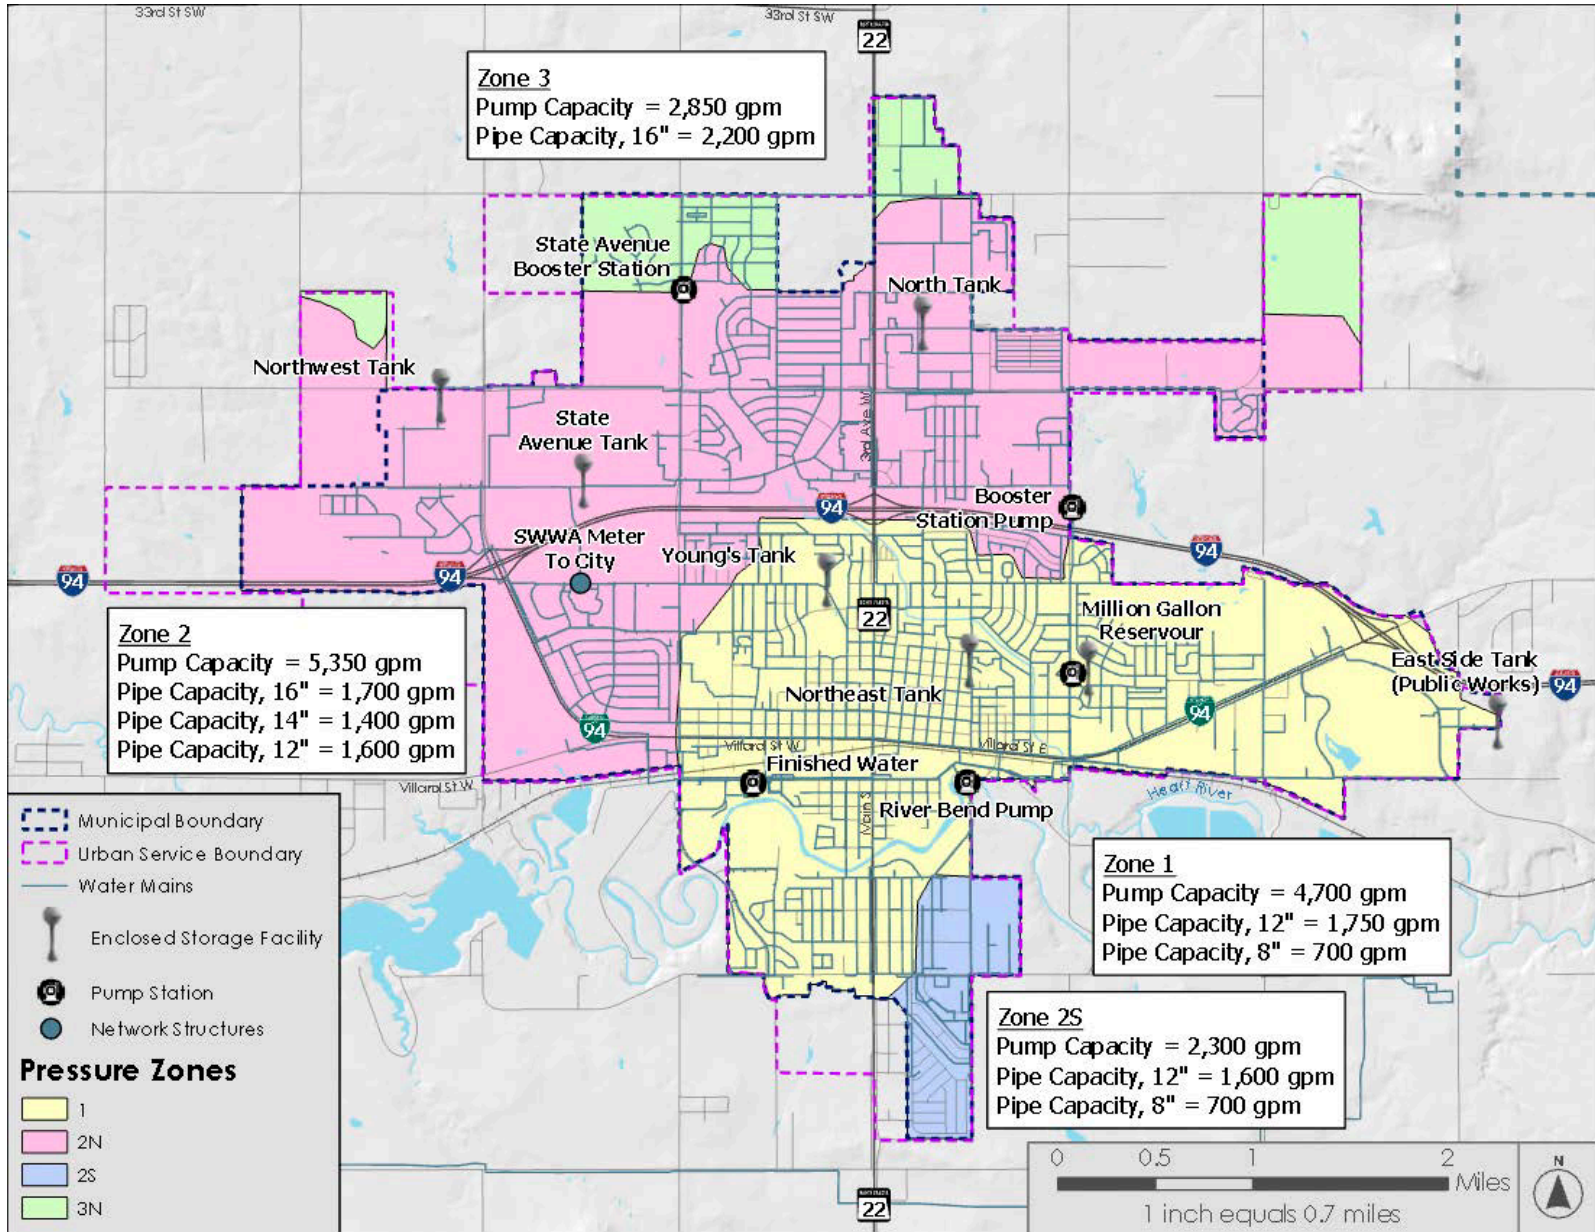 33rd St SW
33rd St SW
22
Zone 3
Pump Capacity = 2,850 gpm
Pipe Capacity, 16" = 2,200 gpm
State Avenue
Booster Station
North Tank
Northwest Tank
94
State
Avenue Tank
3rd Ave W
94
Booster
Station Pump
SWWA Meter
To City
Young's Tank
94
94
94
22
Million Gallon
Reservour
Zone 2
Pump Capacity = 5,350 gpm
Pipe Capacity, 16" = 1,700 gpm
Pipe Capacity, 14" = 1,400 gpm
Pipe Capacity, 12" = 1,600 gpm
East Side Tank
(Public Works)
94
Northeast Tank
94
94
Villard St W
Villard St E
Finished Water
Villard St W
River Bend Pump
Main S
Heart River
Zone 1
Pump Capacity = 4,700 gpm
Pipe Capacity, 12" = 1,750 gpm
Pipe Capacity, 8" = 700 gpm
Zone 2S
Pump Capacity = 2,300 gpm
Pipe Capacity, 12" = 1,600 gpm
Pipe Capacity, 8" = 700 gpm
Municipal Boundary
Urban Service Boundary
Water Mains
Enclosed Storage Facility
Pump Station
Network Structures
Pressure Zones
1
2N
2S
3N
22
0 0.5 1 2
Miles
1 inch equals 0.7 miles
N